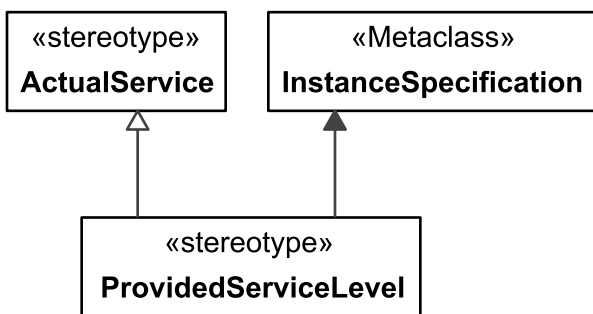 «stereotype»
ActualService
«Metaclass»
InstanceSpecification
«stereotype»
ProvidedServiceLevel